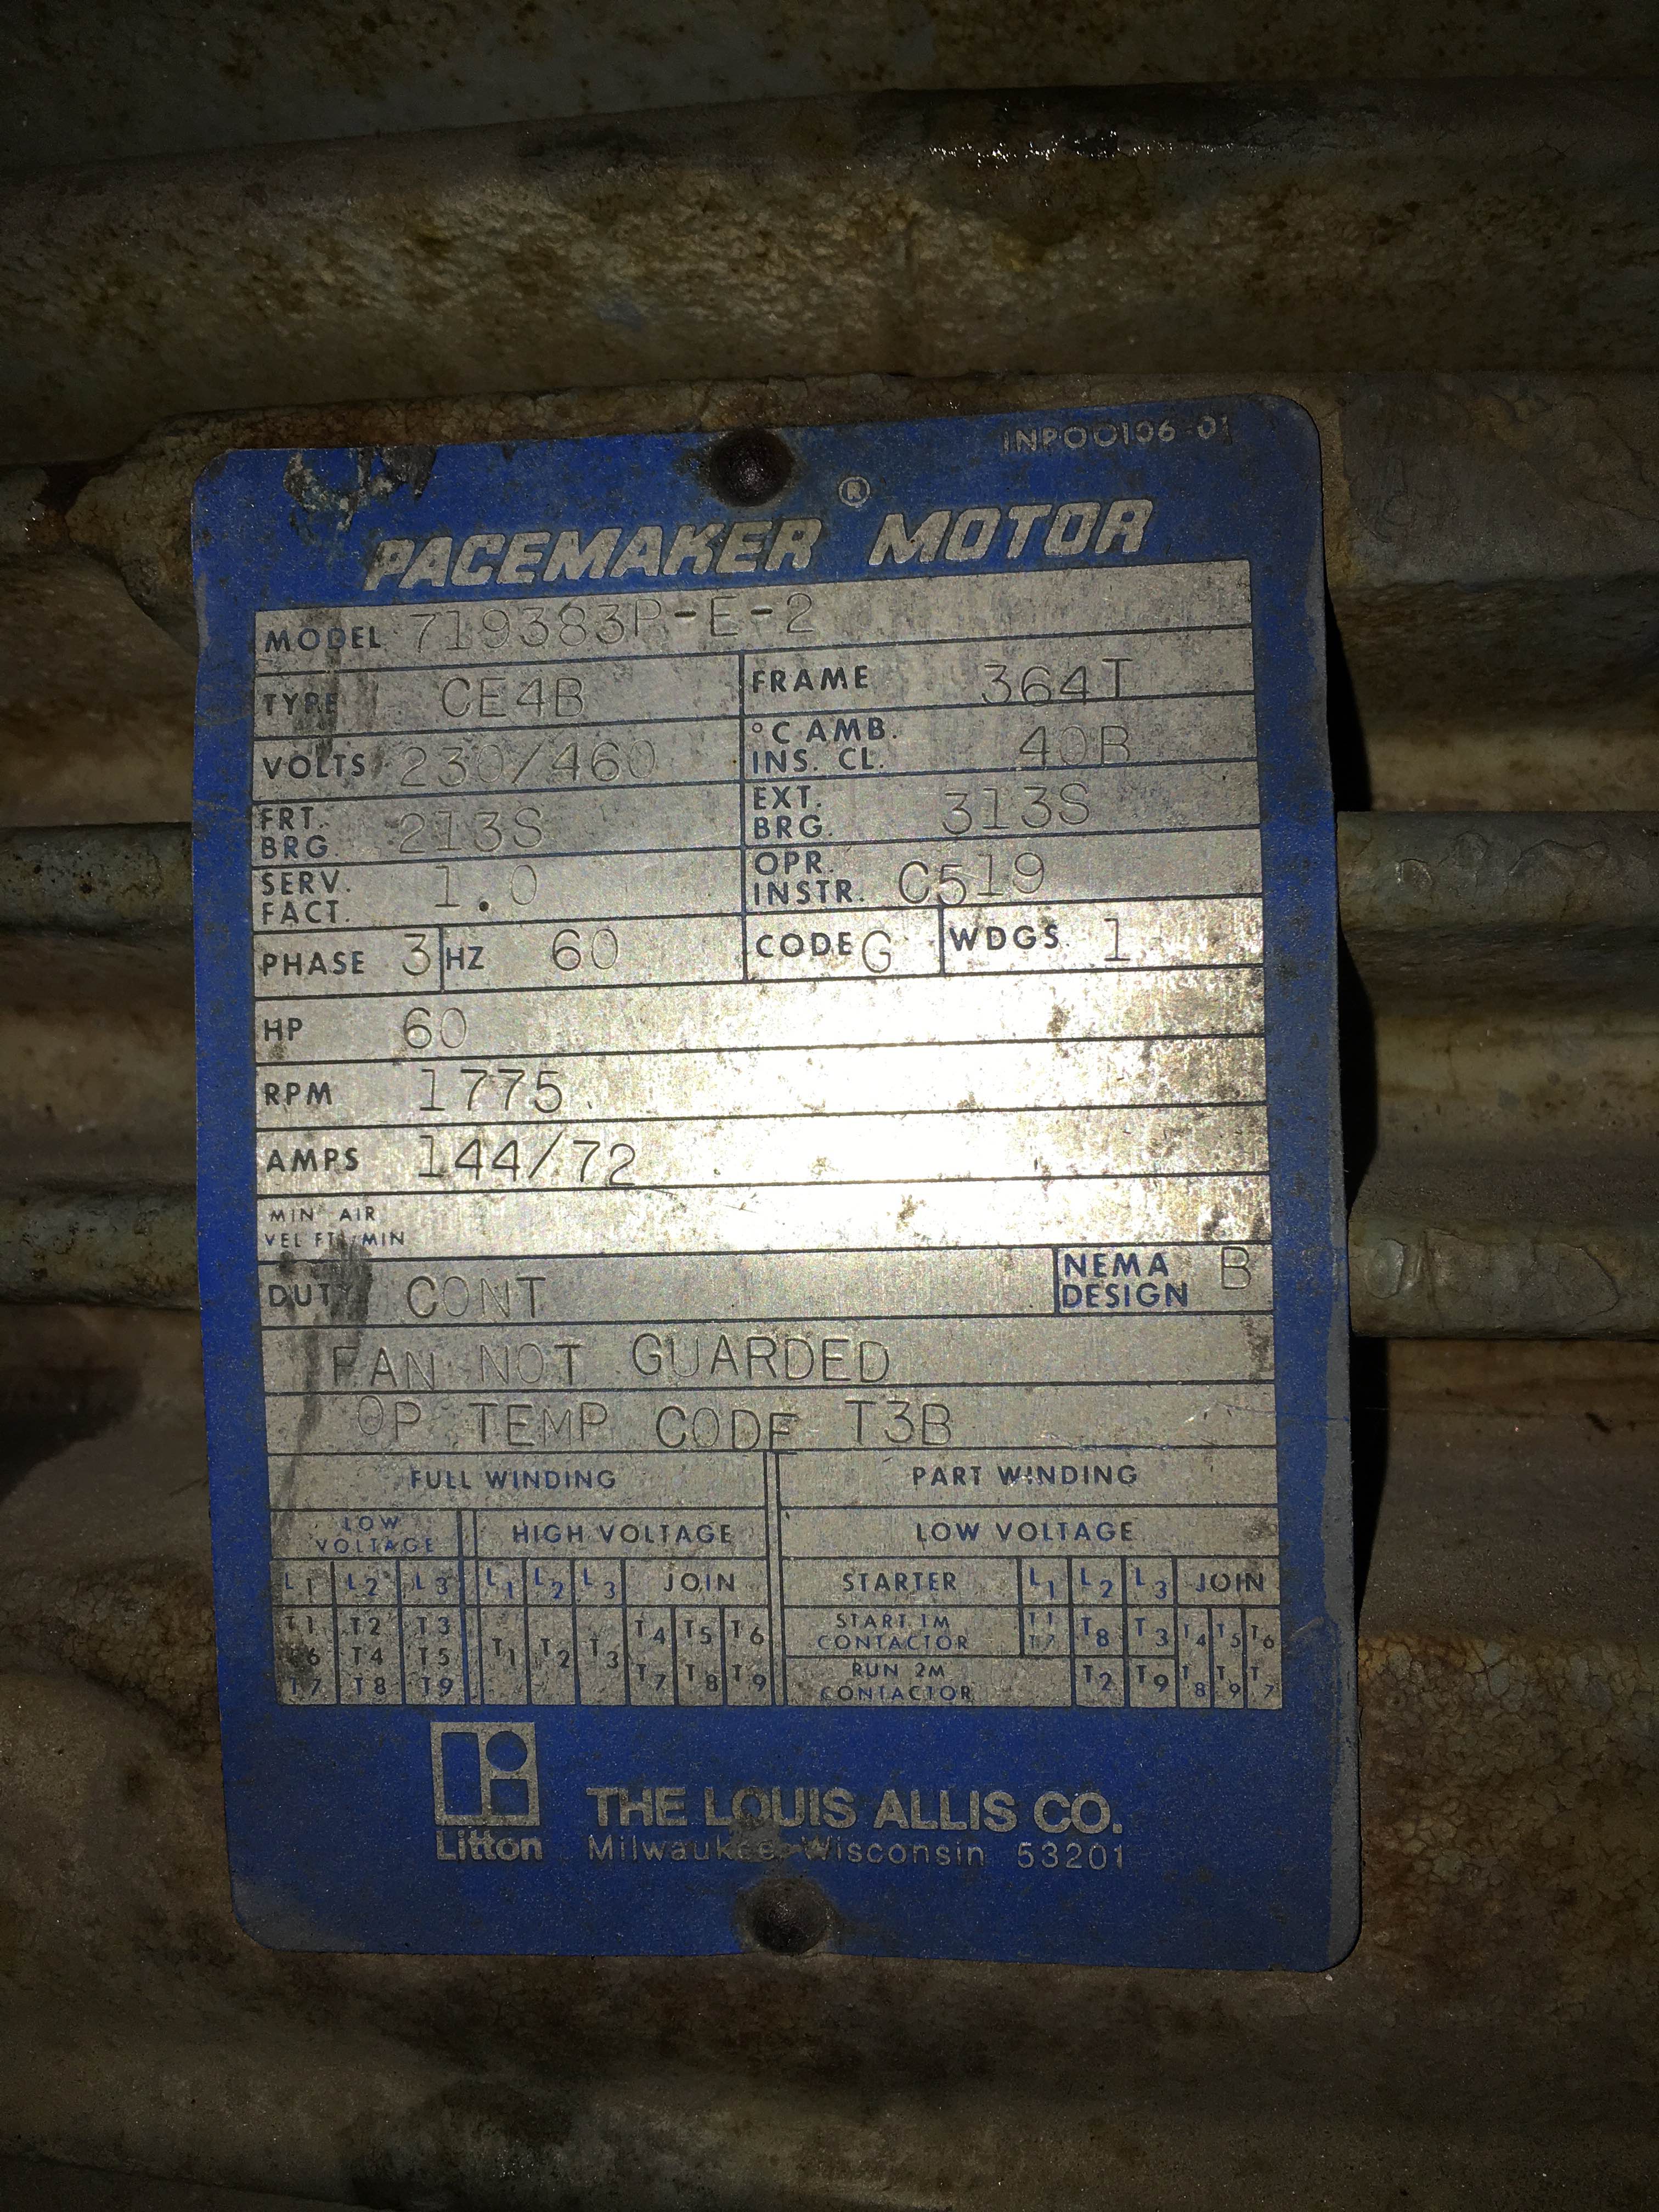 INP00106-01
®
PACEMAKER MOTOR
MODEL 719383P-E-2
TYPE CE4B FRAME 364T
VOLTS 230/460 °C AMB. INS. CL. 40B
FRT. BRG. 213S EXT. BRG. 313S
SERV. FACT. 1.0 OPR. INSTR. C519
PHASE 3 HZ 60 CODE G WDGS. 1
HP 60
RPM 1775
AMPS 144/72
MIN AIR
VEL FT/MIN
DUTY CONT NEMA DESIGN B
FAN NOT GUARDED
OP TEMP CODE T3B
FULL WINDING PART WINDING
LOW VOLTAGE HIGH VOLTAGE LOW VOLTAGE
L1 L2 L3 L1 L2 L3 JOIN STARTER L1 L2 L3 JOIN
T1 T2 T3 T1 T2 T3 T4 T5 T6 START 1M CONTACTOR T1 T7 T8 T3 T4 T5 T6
6 T4 T5
T7 T8 T9 T7 T8 T9 RUN 2M CONTACTOR T2 T9 T8 T9 T7
Litton
THE LOUIS ALLIS CO.
Milwaukee Wisconsin 53201